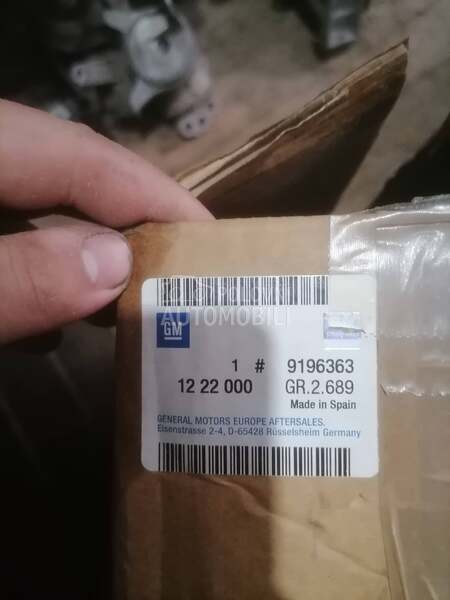 AUTOMOBILI
GM
1 # 9196363
12 22 000 GR.2.689
Made in Spain
GENERAL MOTORS EUROPE AFTERSALES.
Eisenstrasse 2-4, D-65428 Rüsselsheim Germany